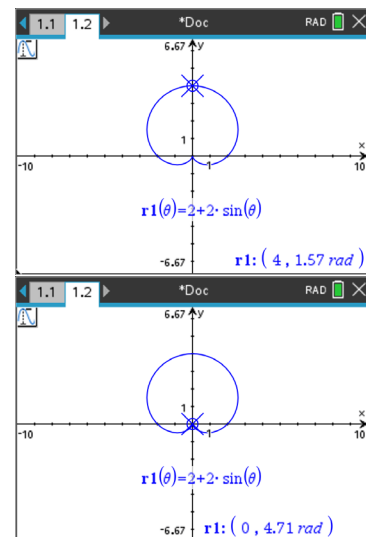 1.1 1.2 *Doc RAD
6.67 y
1
x
-10 1 10
r1(θ)=2+2·sin(θ)
-6.67 r1: ( 4 , 1.57 rad )
1.1 1.2 *Doc RAD
6.67 y
1
x
-10 1 10
r1(θ)=2+2·sin(θ)
-6.67 r1: ( 0 , 4.71 rad )